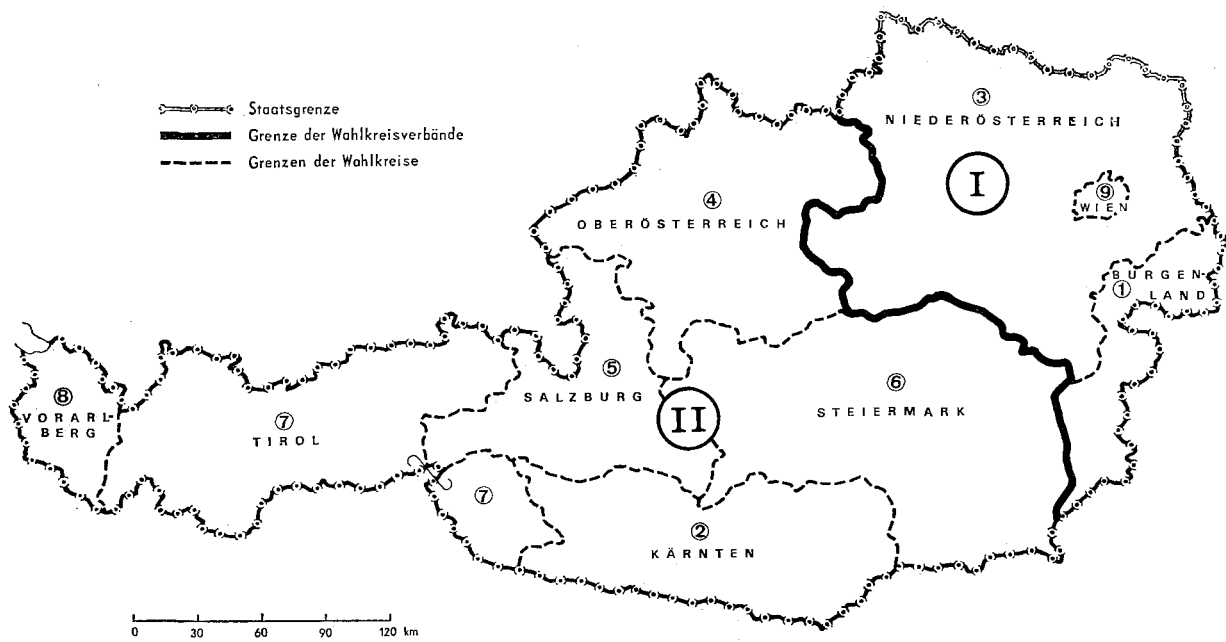 Staatsgrenze
Grenze der Wahlkreisverbände
Grenzen der Wahlkreise
③
NIEDERÖSTERREICH
I
⑨
WIEN
④
OBERÖSTERREICH
①
BURGEN-
LAND
⑤
SALZBURG
⑥
STEIERMARK
II
⑧
VORARL-
BERG
⑦
TIROL
⑦
②
KÄRNTEN
0 30 60 90 120 km